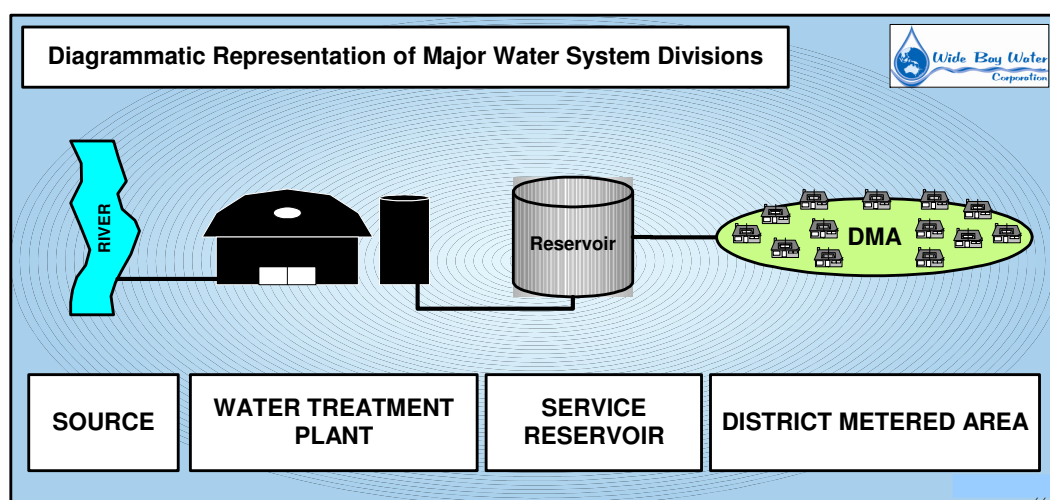 Diagrammatic Representation of Major Water System Divisions
Wide Bay Water
Corporation
RIVER
Reservoir
DMA
SOURCE
WATER TREATMENT
PLANT
SERVICE
RESERVOIR
DISTRICT METERED AREA